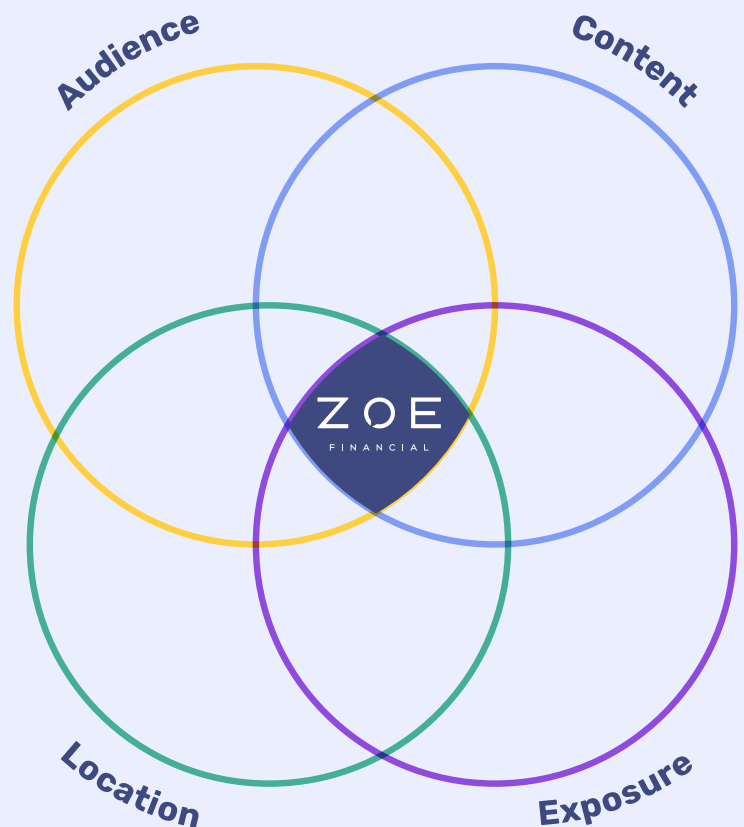 Audience
Content
ZOE
FINANCIAL
Location
Exposure